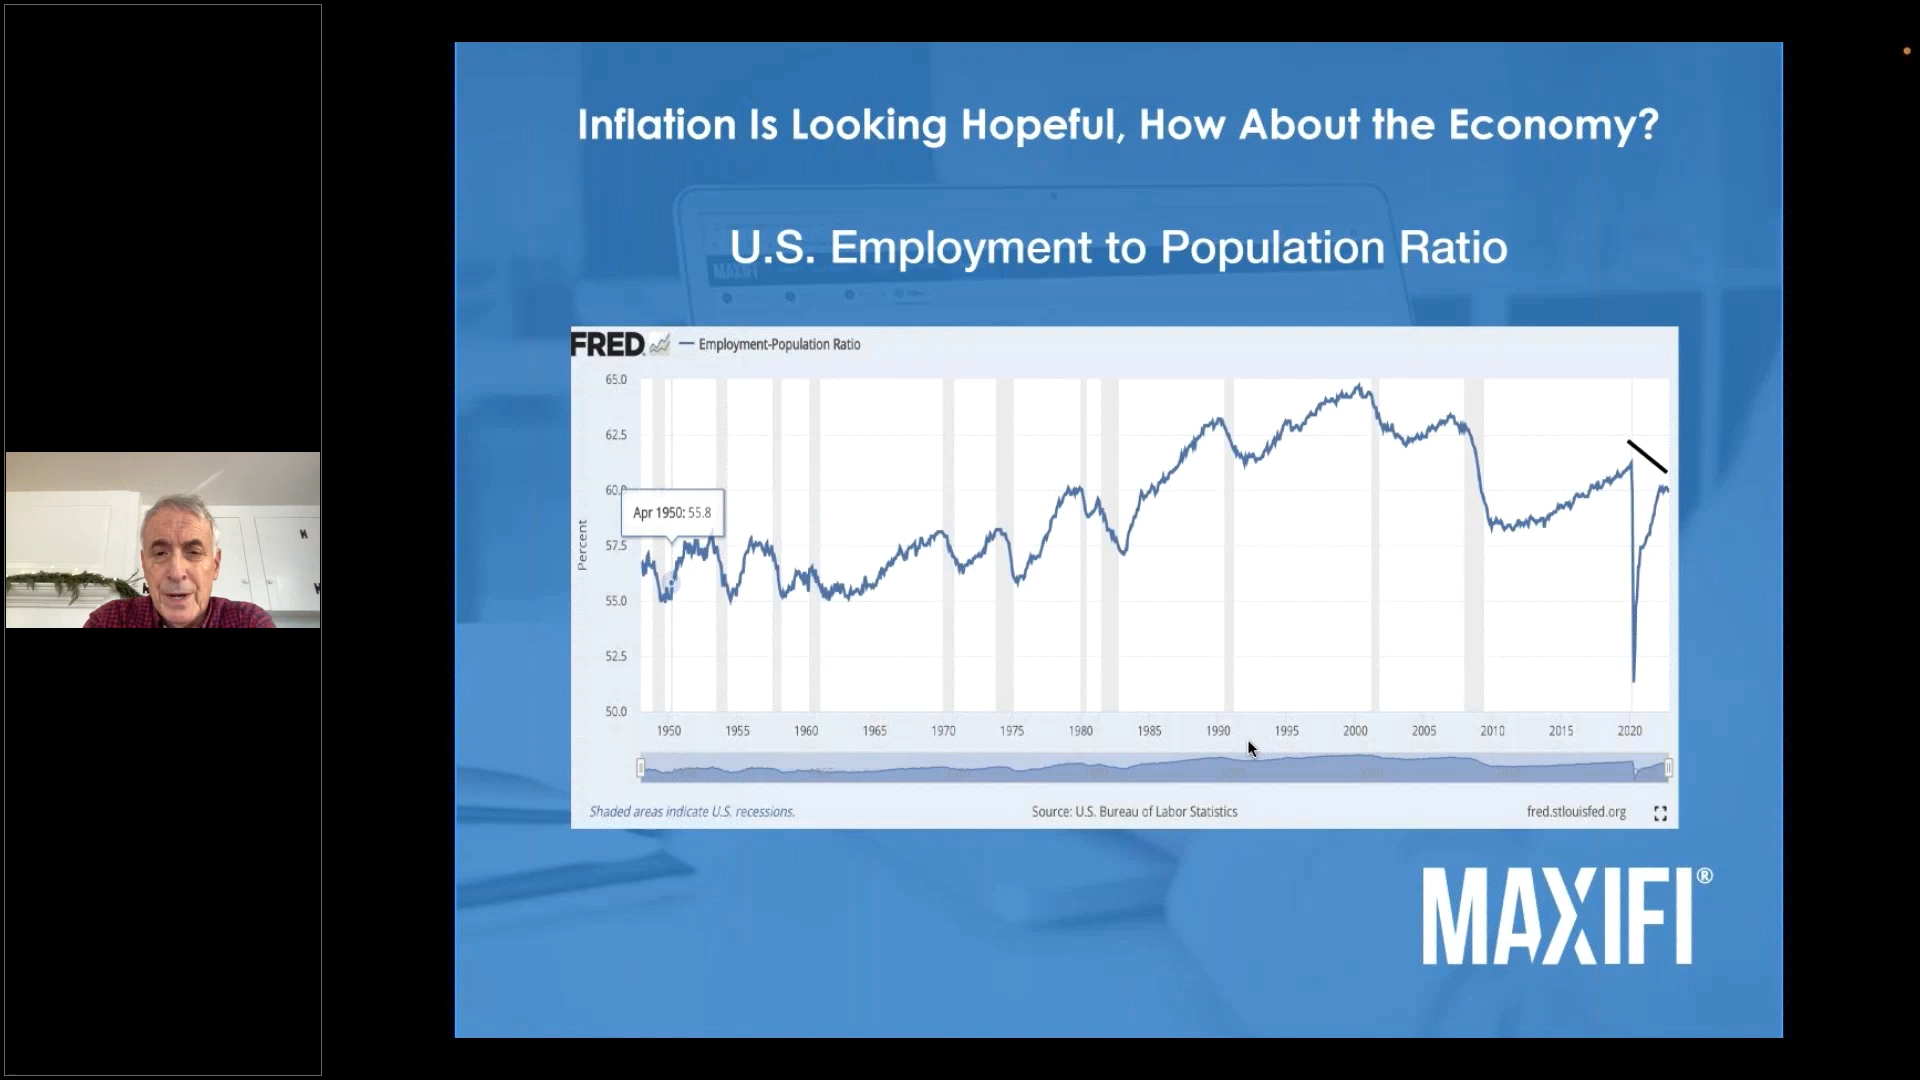 Inflation Is Looking Hopeful, How About the Economy?
U.S. Employment to Population Ratio
FRED Employment-Population Ratio
65.0
62.5
60.0
57.5
55.0
52.5
50.0
Percent
Apr 1950: 55.8
1950 1955 1960 1965 1970 1975 1980 1985 1990 1995 2000 2005 2010 2015 2020
Shaded areas indicate U.S. recessions. Source: U.S. Bureau of Labor Statistics fred.stlouisfed.org
MAXIFI®